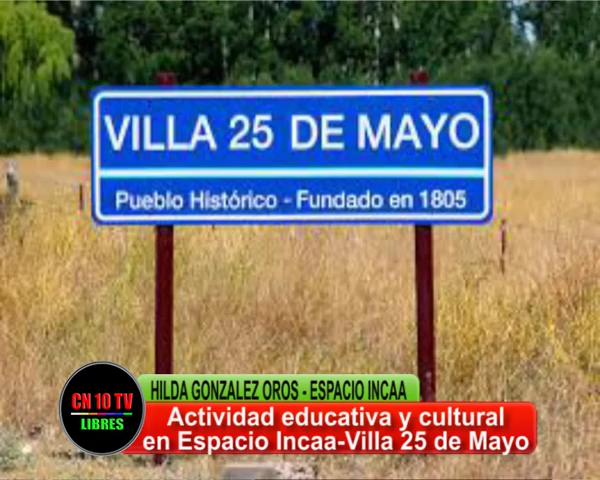 VILLA 25 DE MAYO
Pueblo Histórico - Fundado en 1805
HILDA GONZALEZ OROS - ESPACIO INCAA
CN 10 TV
LIBRES
Actividad educativa y cultural
en Espacio Incaa-Villa 25 de Mayo